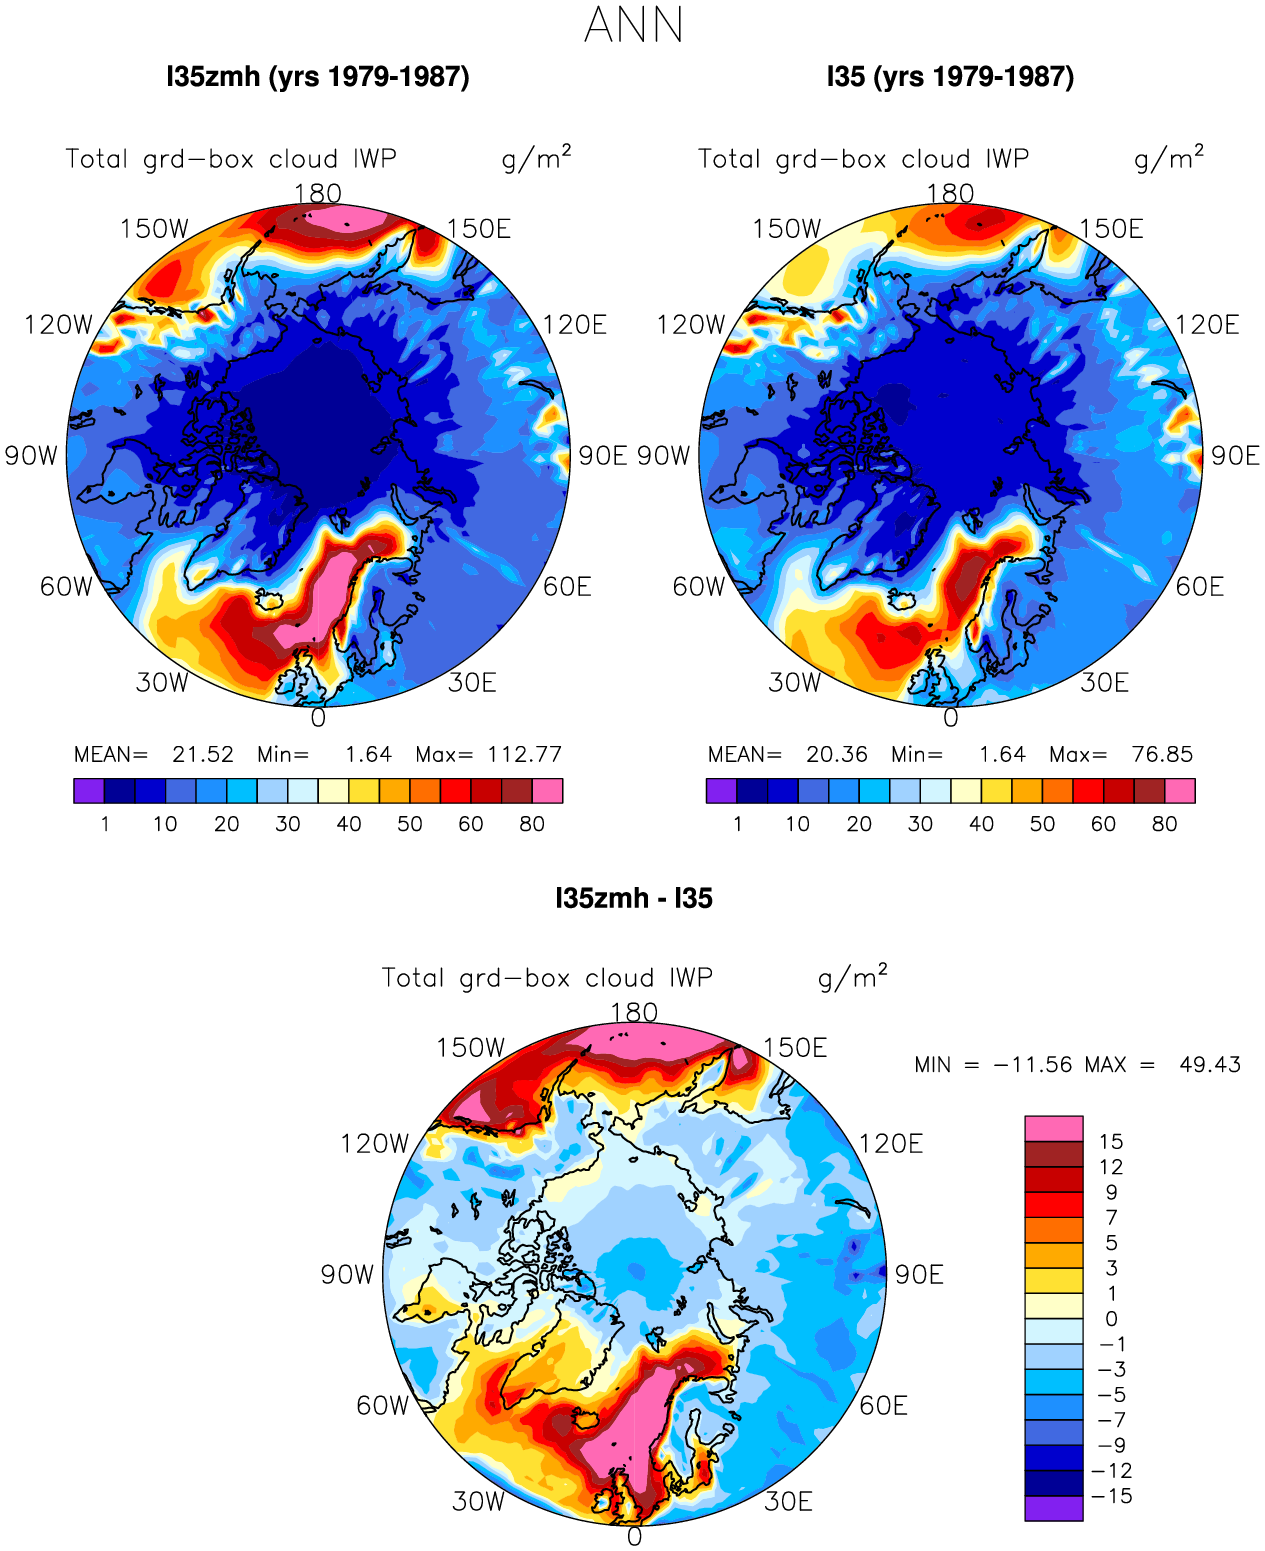 ANN
I35zmh (yrs 1979-1987)
I35 (yrs 1979-1987)
Total grd-box cloud IWP g/m²
Total grd-box cloud IWP g/m²
180
150W 150E
120W 120E
90W 90E
60W 60E
30W 30E
0
180
150W 150E
120W 120E
90W 90E
60W 60E
30W 30E
0
MEAN= 21.52 Min= 1.64 Max= 112.77
1 10 20 30 40 50 60 80
MEAN= 20.36 Min= 1.64 Max= 76.85
1 10 20 30 40 50 60 80
I35zmh - I35
Total grd-box cloud IWP g/m²
180
150W 150E
120W 120E
90W 90E
60W 60E
30W 30E
0
MIN = -11.56 MAX = 49.43
15
12
9
7
5
3
1
0
-1
-3
-5
-7
-9
-12
-15